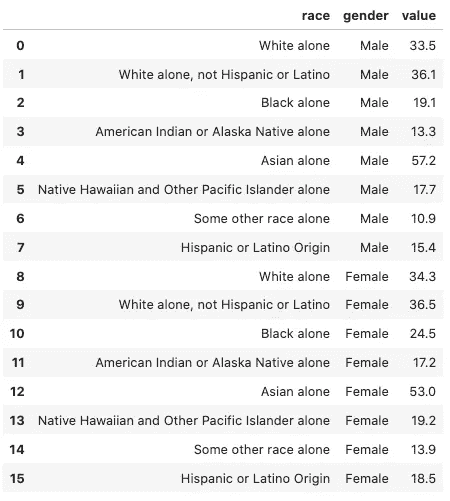 race gender value
0 White alone Male 33.5
1 White alone, not Hispanic or Latino Male 36.1
2 Black alone Male 19.1
3 American Indian or Alaska Native alone Male 13.3
4 Asian alone Male 57.2
5 Native Hawaiian and Other Pacific Islander alone Male 17.7
6 Some other race alone Male 10.9
7 Hispanic or Latino Origin Male 15.4
8 White alone Female 34.3
9 White alone, not Hispanic or Latino Female 36.5
10 Black alone Female 24.5
11 American Indian or Alaska Native alone Female 17.2
12 Asian alone Female 53.0
13 Native Hawaiian and Other Pacific Islander alone Female 19.2
14 Some other race alone Female 13.9
15 Hispanic or Latino Origin Female 18.5